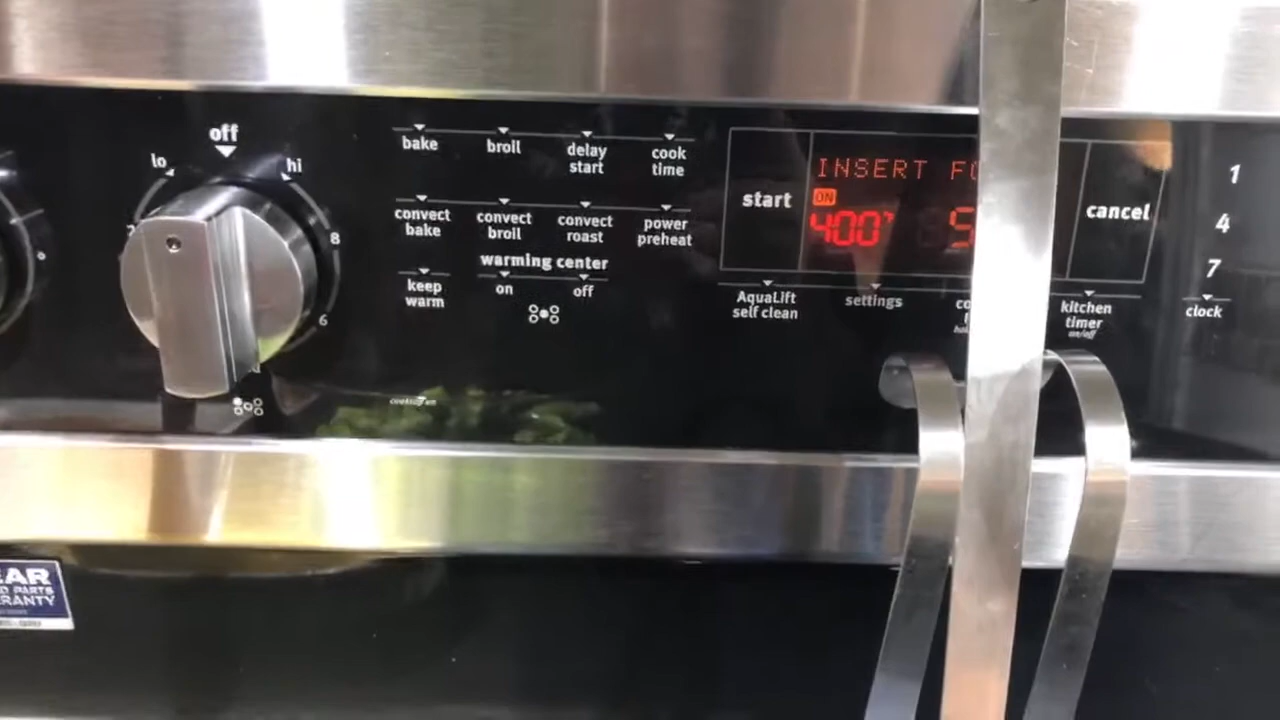 off
lo
hi
8
6
bake
broil
delay
start
cook
time
convect
bake
convect
broil
convect
roast
power
preheat
warming center
keep
warm
on
off
start
INSERT
ON
400°
cancel
AquaLift
self clean
settings
kitchen
timer
on/off
1
4
7
clock